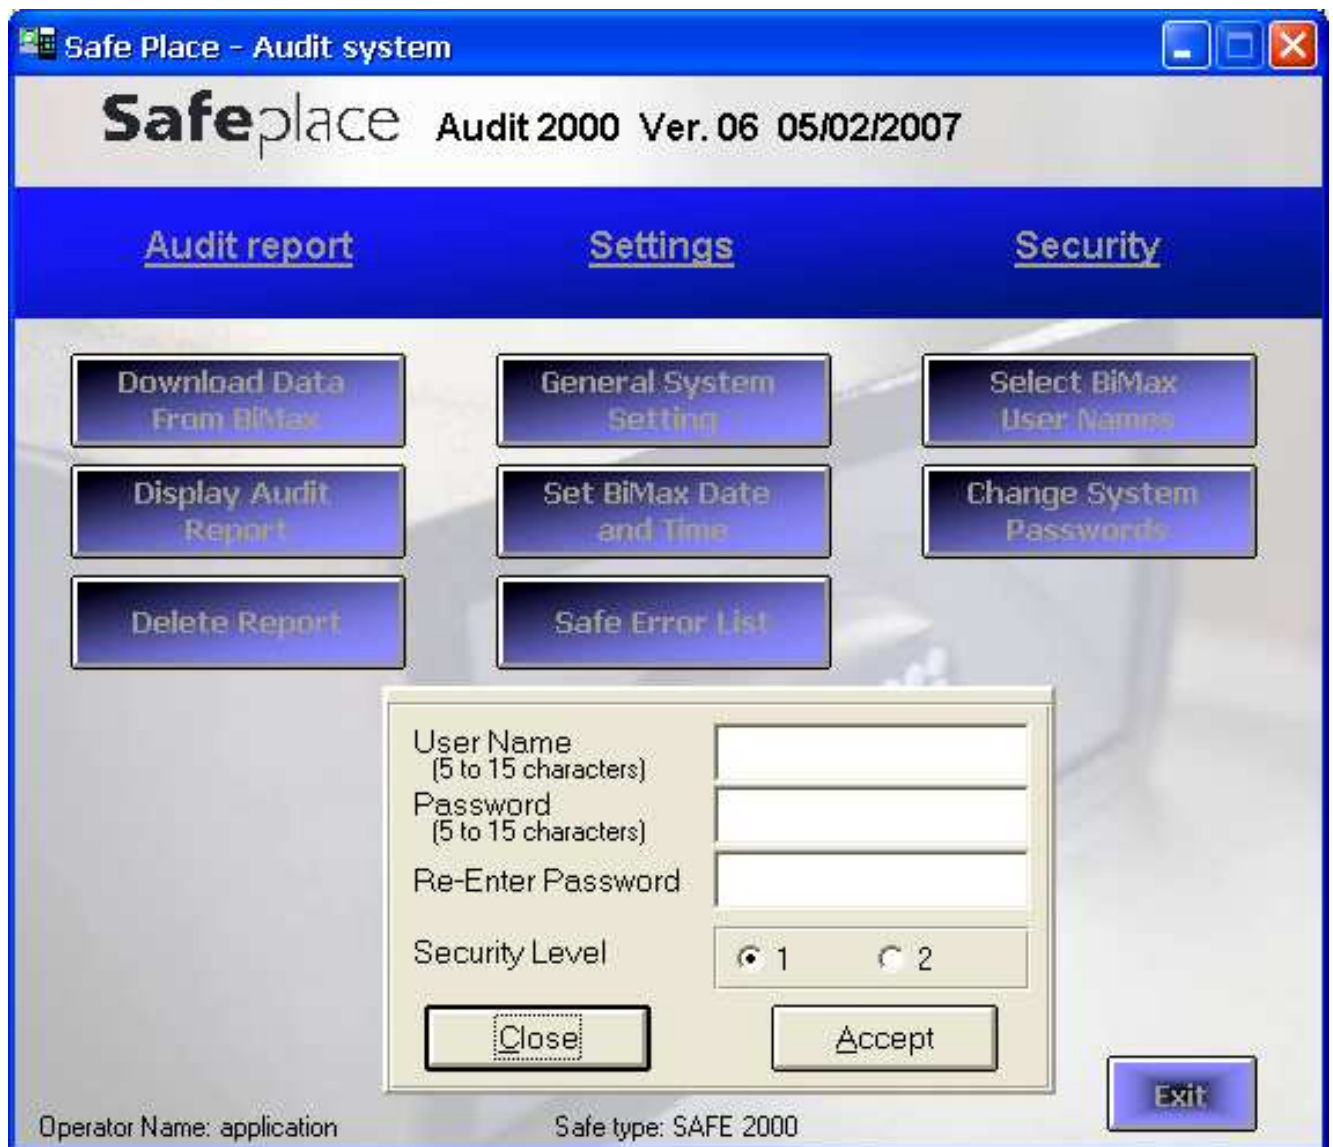 Safe Place - Audit system
Safeplace Audit 2000 Ver. 06 05/02/2007
Audit report Settings Security
Download Data
From BiMax
General System
Setting
Select BiMax
User Names
Display Audit
Report
Set BiMax Date
and Time
Change System
Passwords
Delete Report
Safe Error List
User Name
(5 to 15 characters)
Password
(5 to 15 characters)
Re-Enter Password
Security Level 1 2
Close Accept
Exit
Operator Name: application Safe type: SAFE 2000